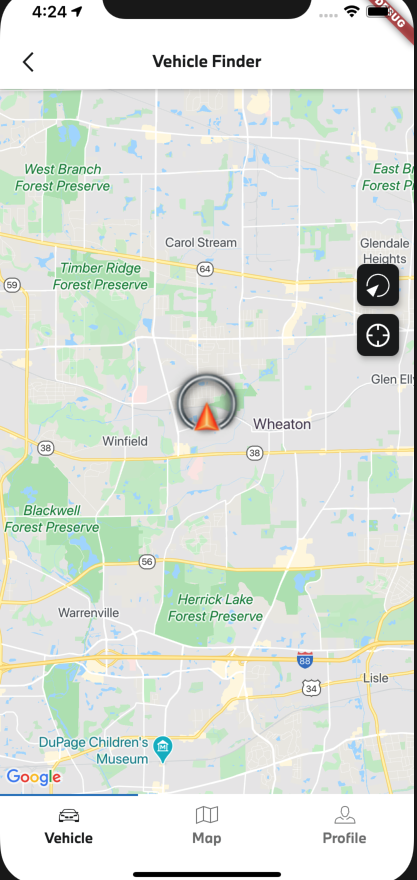 4:24
DEBUG
Vehicle Finder
West Branch
Forest Preserve
East Br
Forest P
Carol Stream
Glendale
Heights
64
Timber Ridge
Forest Preserve
59
Glen Elly
Wheaton
Winfield
38
38
Blackwell
Forest Preserve
56
Herrick Lake
Forest Preserve
Warrenville
88
Lisle
34
DuPage Children's
Museum
Google
Vehicle
Map
Profile